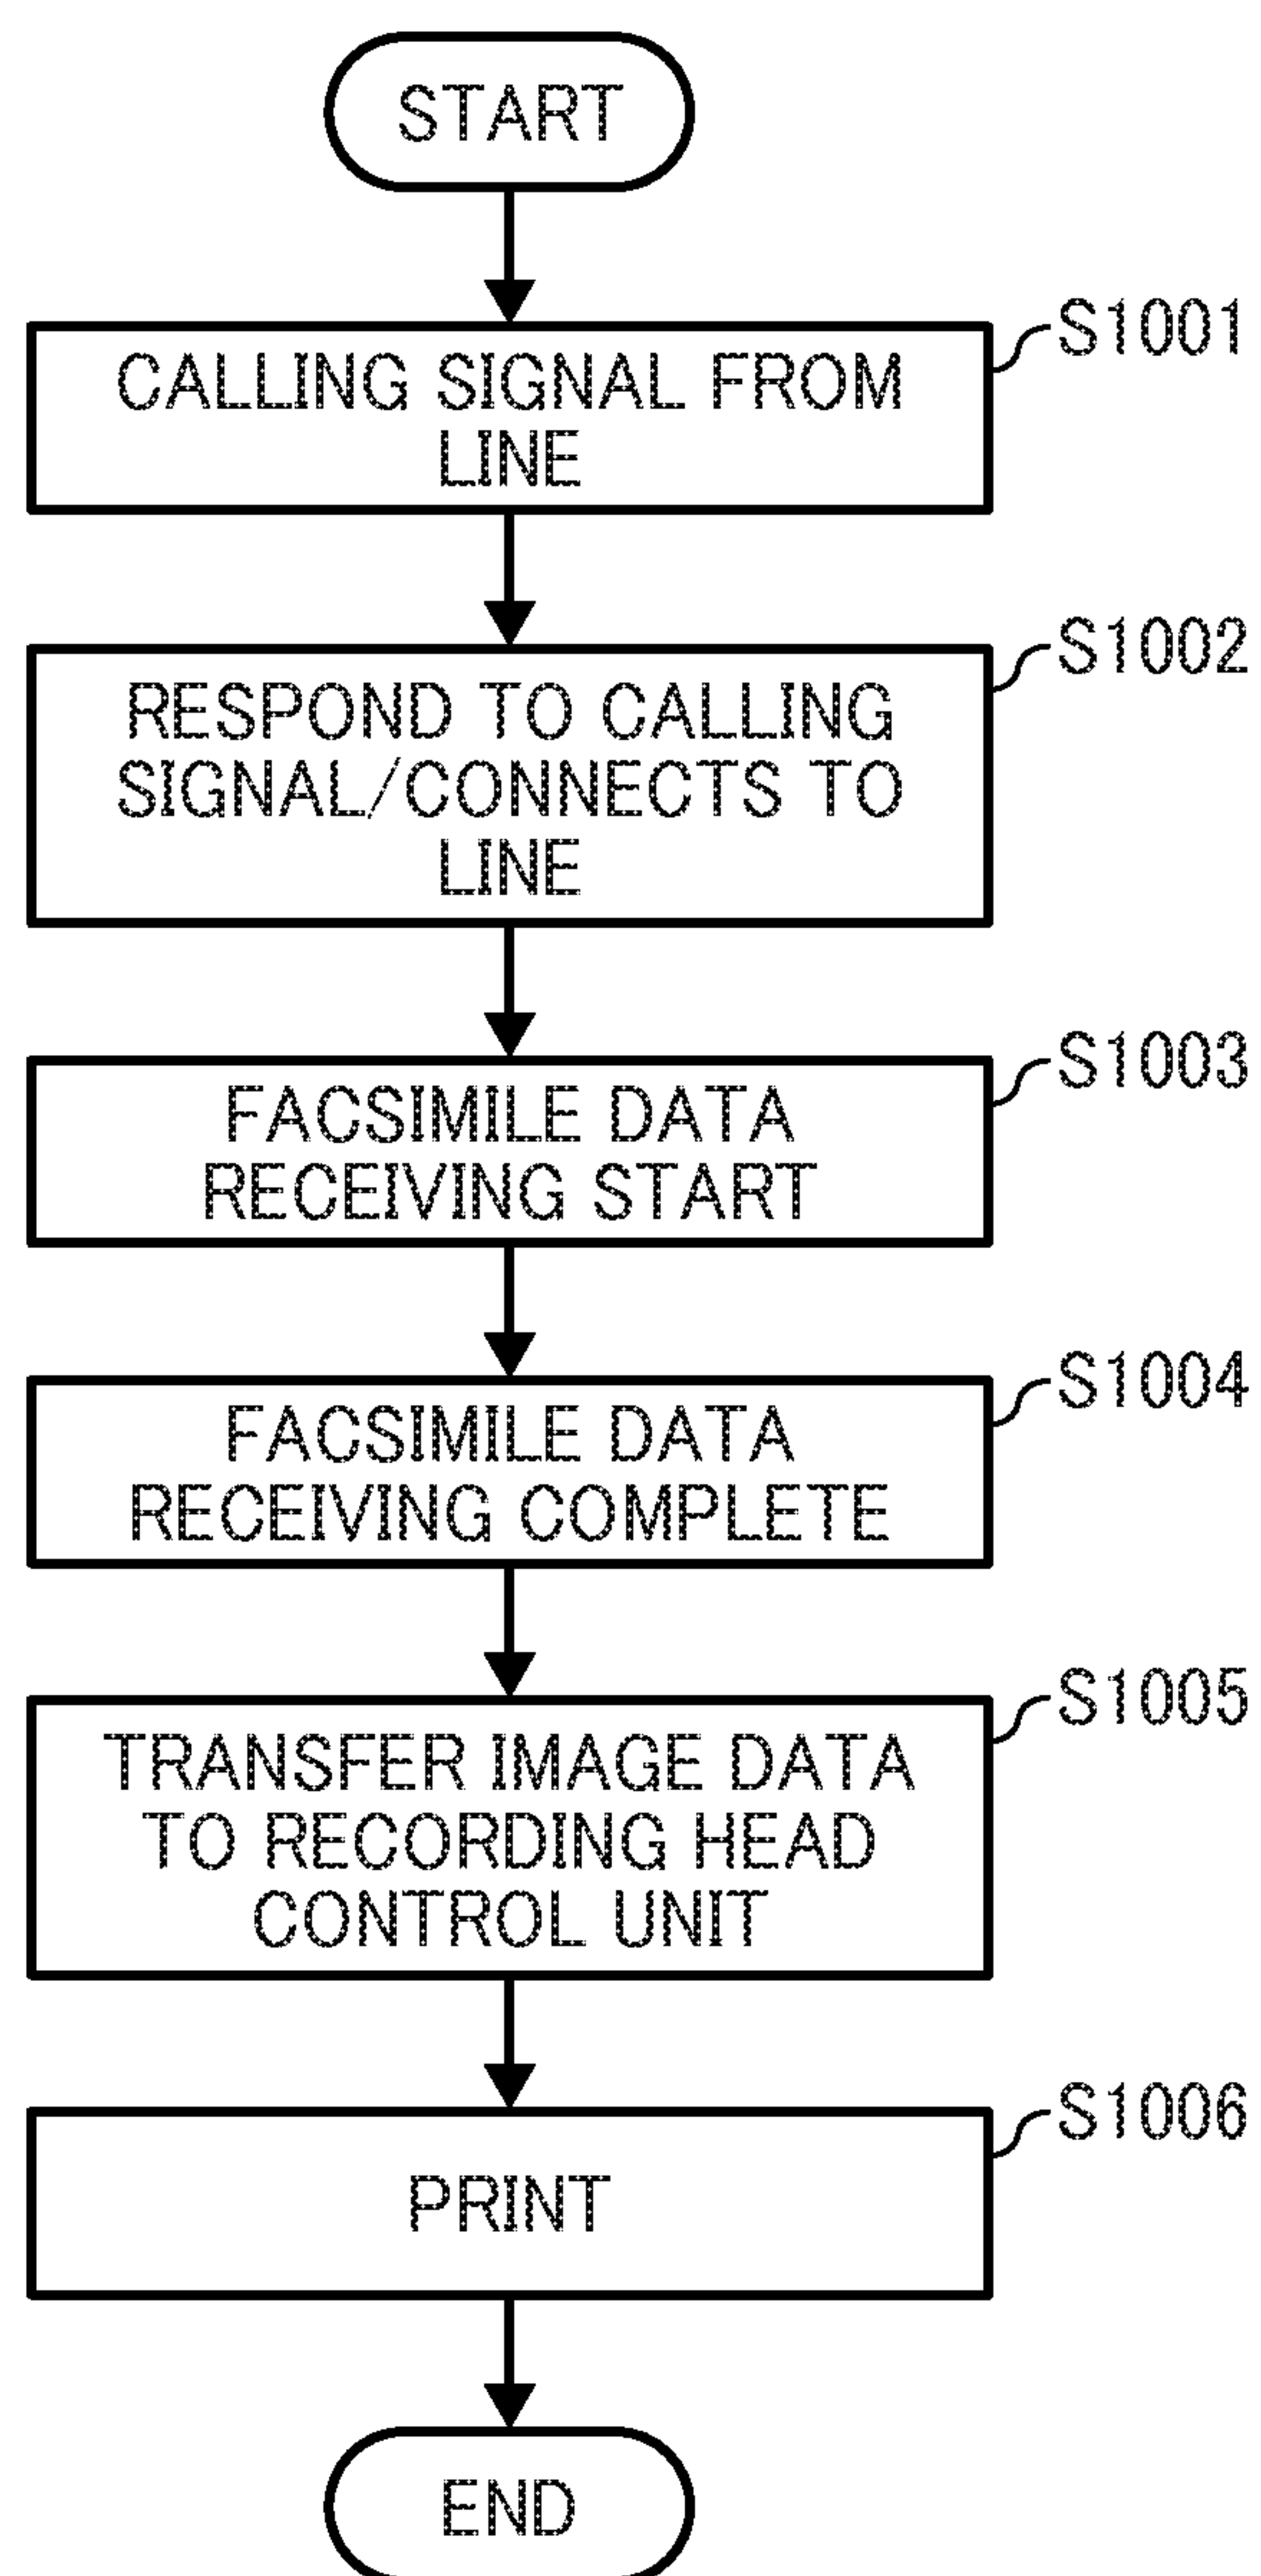 START
S1001
CALLING SIGNAL FROM
LINE
S1002
RESPOND TO CALLING
SIGNAL/CONNECTS TO
LINE
S1003
FACSIMILE DATA
RECEIVING START
S1004
FACSIMILE DATA
RECEIVING COMPLETE
S1005
TRANSFER IMAGE DATA
TO RECORDING HEAD
CONTROL UNIT
S1006
PRINT
END